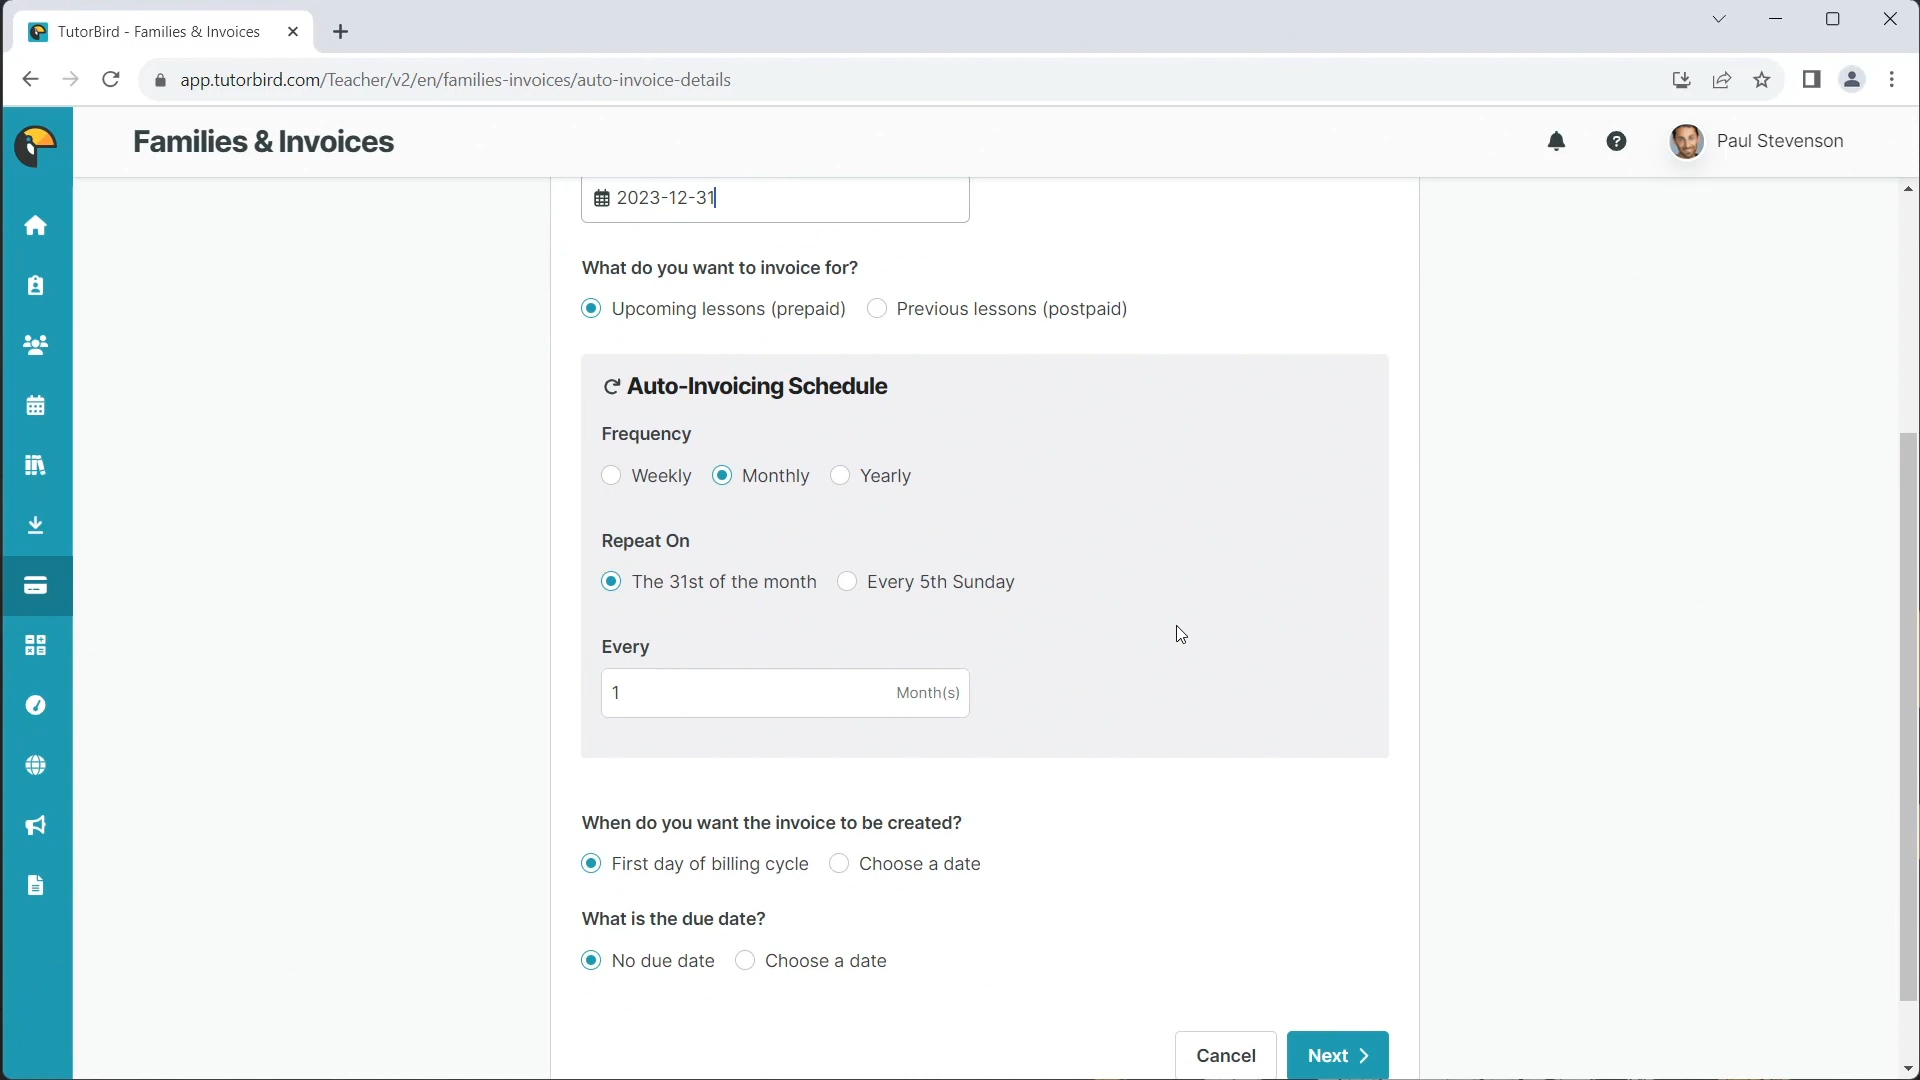 TutorBird - Families & Invoices
app.tutorbird.com/Teacher/v2/en/families-invoices/auto-invoice-details
Families & Invoices
Paul Stevenson
2023-12-31
What do you want to invoice for?
Upcoming lessons (prepaid) Previous lessons (postpaid)
Auto-Invoicing Schedule
Frequency
Weekly Monthly Yearly
Repeat On
The 31st of the month Every 5th Sunday
Every
1 Month(s)
When do you want the invoice to be created?
First day of billing cycle Choose a date
What is the due date?
No due date Choose a date
Cancel Next